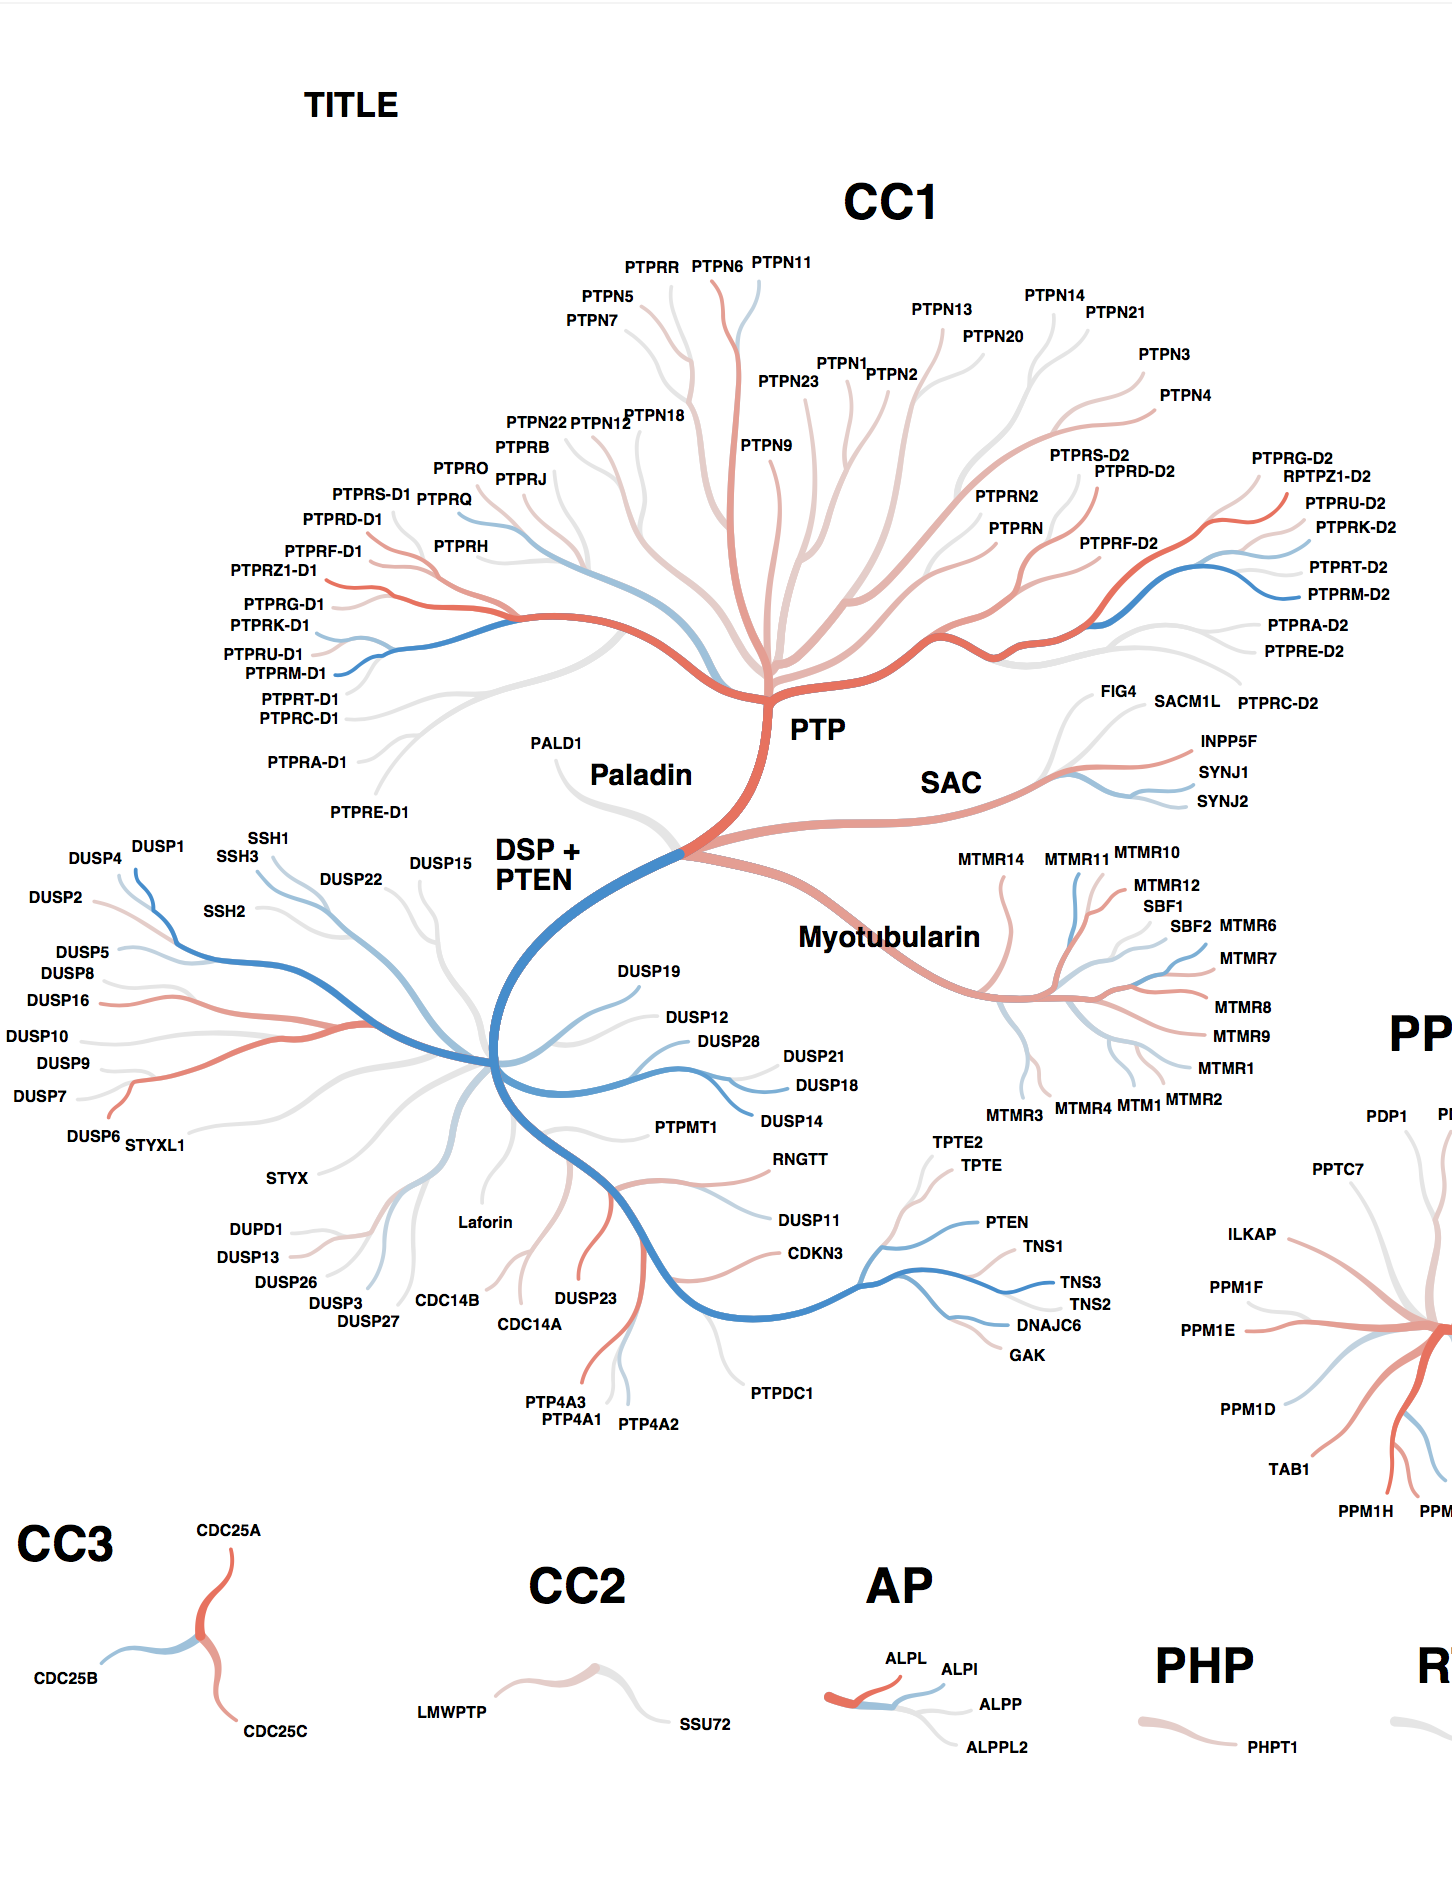 TITLE
CC1
PTPRR
PTPN6
PTPN11
PTPN5
PTPN7
PTPN13
PTPN14
PTPN21
PTPN20
PTPN3
PTPN1
PTPN2
PTPN23
PTPN4
PTPN22
PTPN12
PTPN18
PTPRB
PTPN9
PTPRO
PTPRJ
PTPRS-D1
PTPRQ
PTPRD-D1
PTPRH
PTPRF-D1
PTPRZ1-D1
PTPRG-D1
PTPRK-D1
PTPRU-D1
PTPRM-D1
PTPRT-D1
PTPRC-D1
PTPRA-D1
PTPRE-D1
PTPRS-D2
PTPRD-D2
PTPRG-D2
RPTPZ1-D2
PTPRN2
PTPRU-D2
PTPRN
PTPRK-D2
PTPRF-D2
PTPRT-D2
PTPRM-D2
PTPRA-D2
PTPRE-D2
PTPRC-D2
PTP
PALD1
Paladin
SAC
FIG4
SACM1L
INPP5F
SYNJ1
SYNJ2
DSP +
PTEN
DUSP4
DUSP1
SSH1
SSH3
DUSP15
DUSP22
DUSP2
SSH2
DUSP5
DUSP8
DUSP16
DUSP10
DUSP9
DUSP7
DUSP6
STYXL1
STYX
DUPD1
DUSP13
DUSP26
DUSP3
DUSP27
Laforin
CDC14B
CDC14A
DUSP23
PTP4A3
PTP4A1
PTP4A2
PTPDC1
DUSP19
DUSP12
DUSP28
DUSP21
DUSP18
DUSP14
PTPMT1
RNGTT
DUSP11
CDKN3
TPTE2
TPTE
PTEN
TNS1
TNS3
TNS2
DNAJC6
GAK
Myotubularin
MTMR14
MTMR11
MTMR10
MTMR12
SBF1
SBF2
MTMR6
MTMR7
MTMR8
MTMR9
MTMR1
MTMR2
MTM1
MTMR4
MTMR3
PP
PDP1
PPTC7
ILKAP
PPM1F
PPM1E
PPM1D
TAB1
PPM1H
PPM
CC3
CDC25A
CDC25B
CDC25C
CC2
LMWPTP
SSU72
AP
ALPL
ALPI
ALPP
ALPPL2
PHP
PHPT1